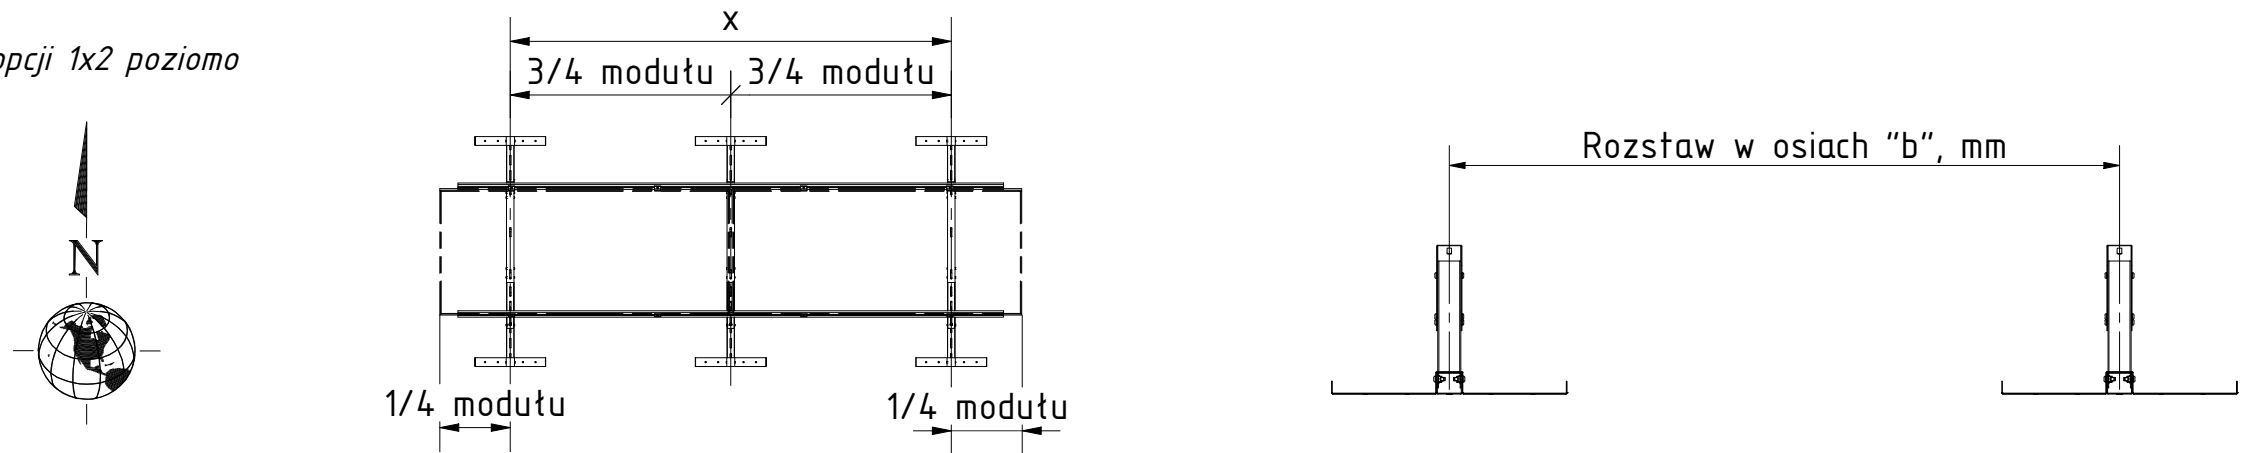 opcji 1x2 poziomo
x
3/4 modułu 3/4 modułu
N
1/4 modułu
1/4 modułu
Rozstaw w osiach "b", mm